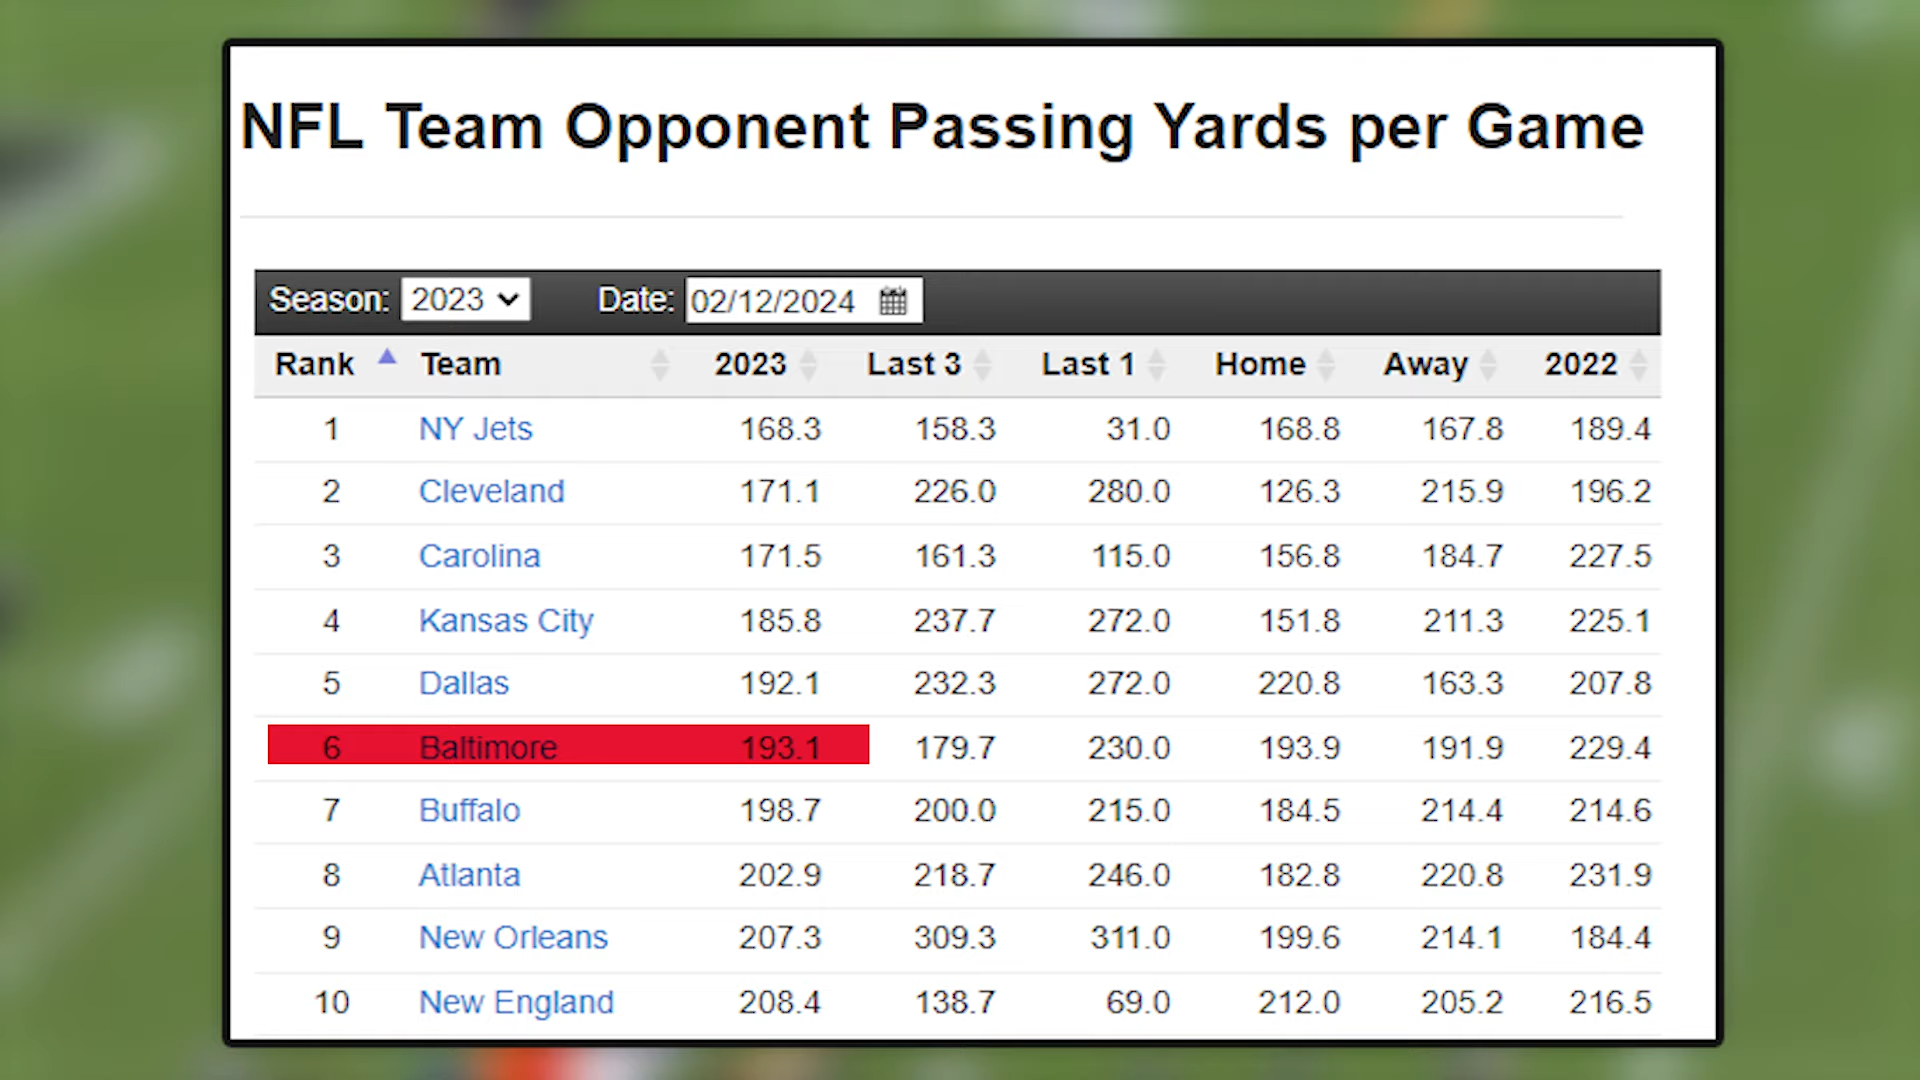 NFL Team Opponent Passing Yards per Game
Season: 2023 Date: 02/12/2024
Rank Team 2023 Last 3 Last 1 Home Away 2022
1 NY Jets 168.3 158.3 31.0 168.8 167.8 189.4
2 Cleveland 171.1 226.0 280.0 126.3 215.9 196.2
3 Carolina 171.5 161.3 115.0 156.8 184.7 227.5
4 Kansas City 185.8 237.7 272.0 151.8 211.3 225.1
5 Dallas 192.1 232.3 272.0 220.8 163.3 207.8
6 Baltimore 193.1 179.7 230.0 193.9 191.9 229.4
7 Buffalo 198.7 200.0 215.0 184.5 214.4 214.6
8 Atlanta 202.9 218.7 246.0 182.8 220.8 231.9
9 New Orleans 207.3 309.3 311.0 199.6 214.1 184.4
10 New England 208.4 138.7 69.0 212.0 205.2 216.5